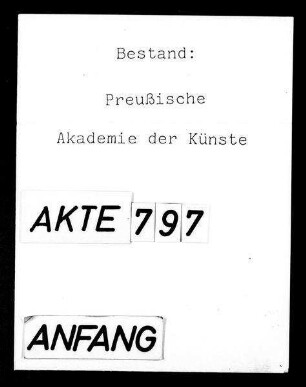 Bestand:
Preußische
Akademie der Künste
AKTE 797
ANFANG